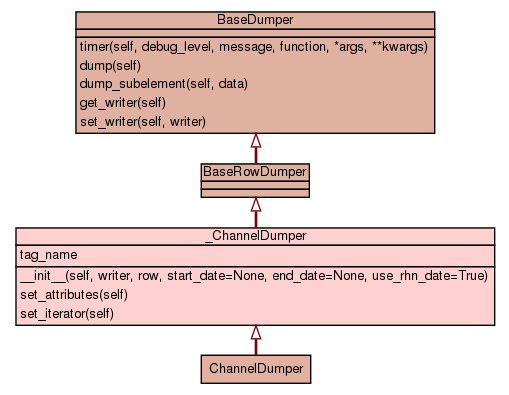 BaseDumper
timer(self, debug_level, message, function, *args, **kwargs)
dump(self)
dump_subelement(self, data)
get_writer(self)
set_writer(self, writer)
BaseRowDumper
_ChannelDumper
tag_name
__init__(self, writer, row, start_date=None, end_date=None, use_rhn_date=True)
set_attributes(self)
set_iterator(self)
ChannelDumper